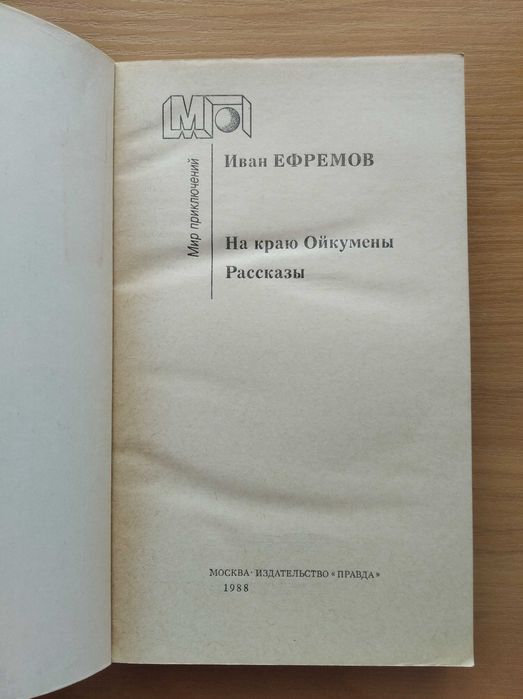 МП
Мир приключений
Иван ЕФРЕМОВ
На краю Ойкумены
Рассказы
МОСКВА · ИЗДАТЕЛЬСТВО «ПРАВДА»
1988